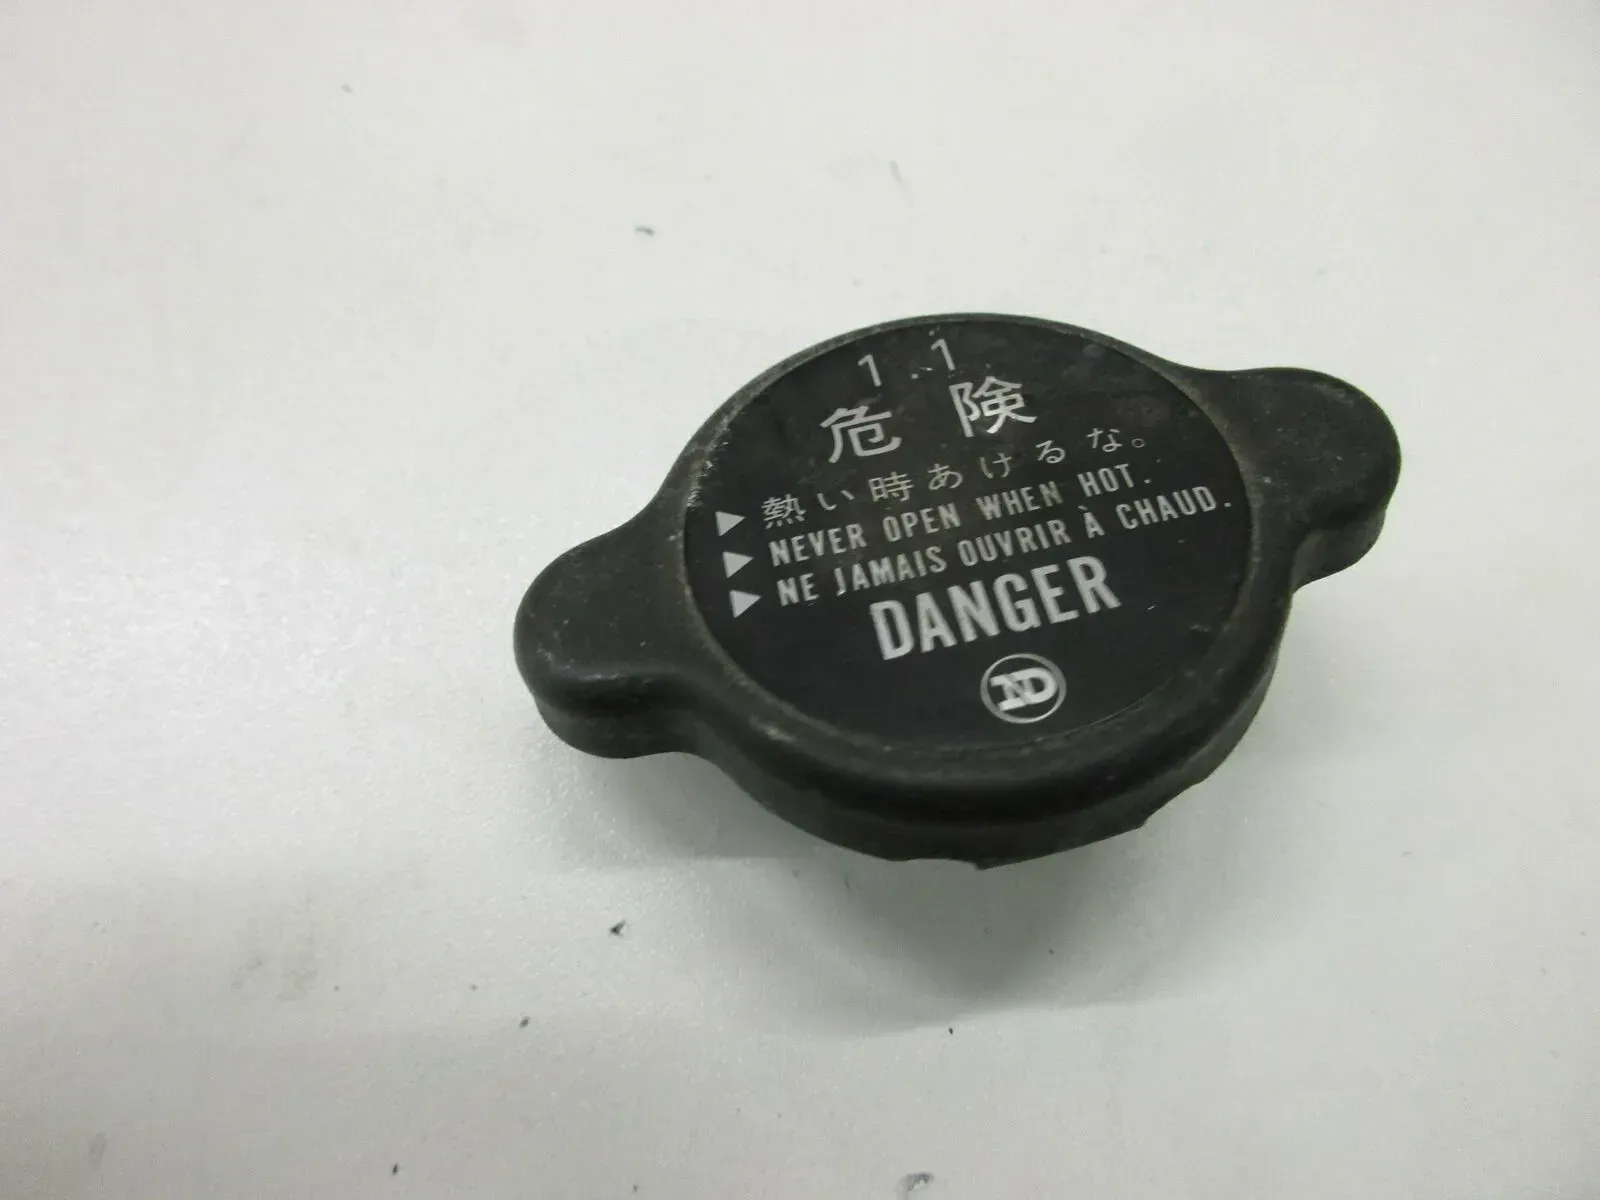 1.1
危険
▶ 熱い時あけるな。
▶ NEVER OPEN WHEN HOT.
▶ NE JAMAIS OUVRIR À CHAUD.
DANGER
ND